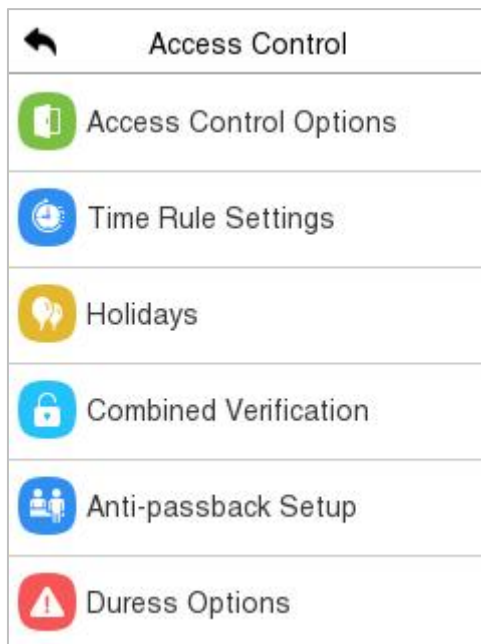 Access Control
Access Control Options
Time Rule Settings
Holidays
Combined Verification
Anti-passback Setup
Duress Options